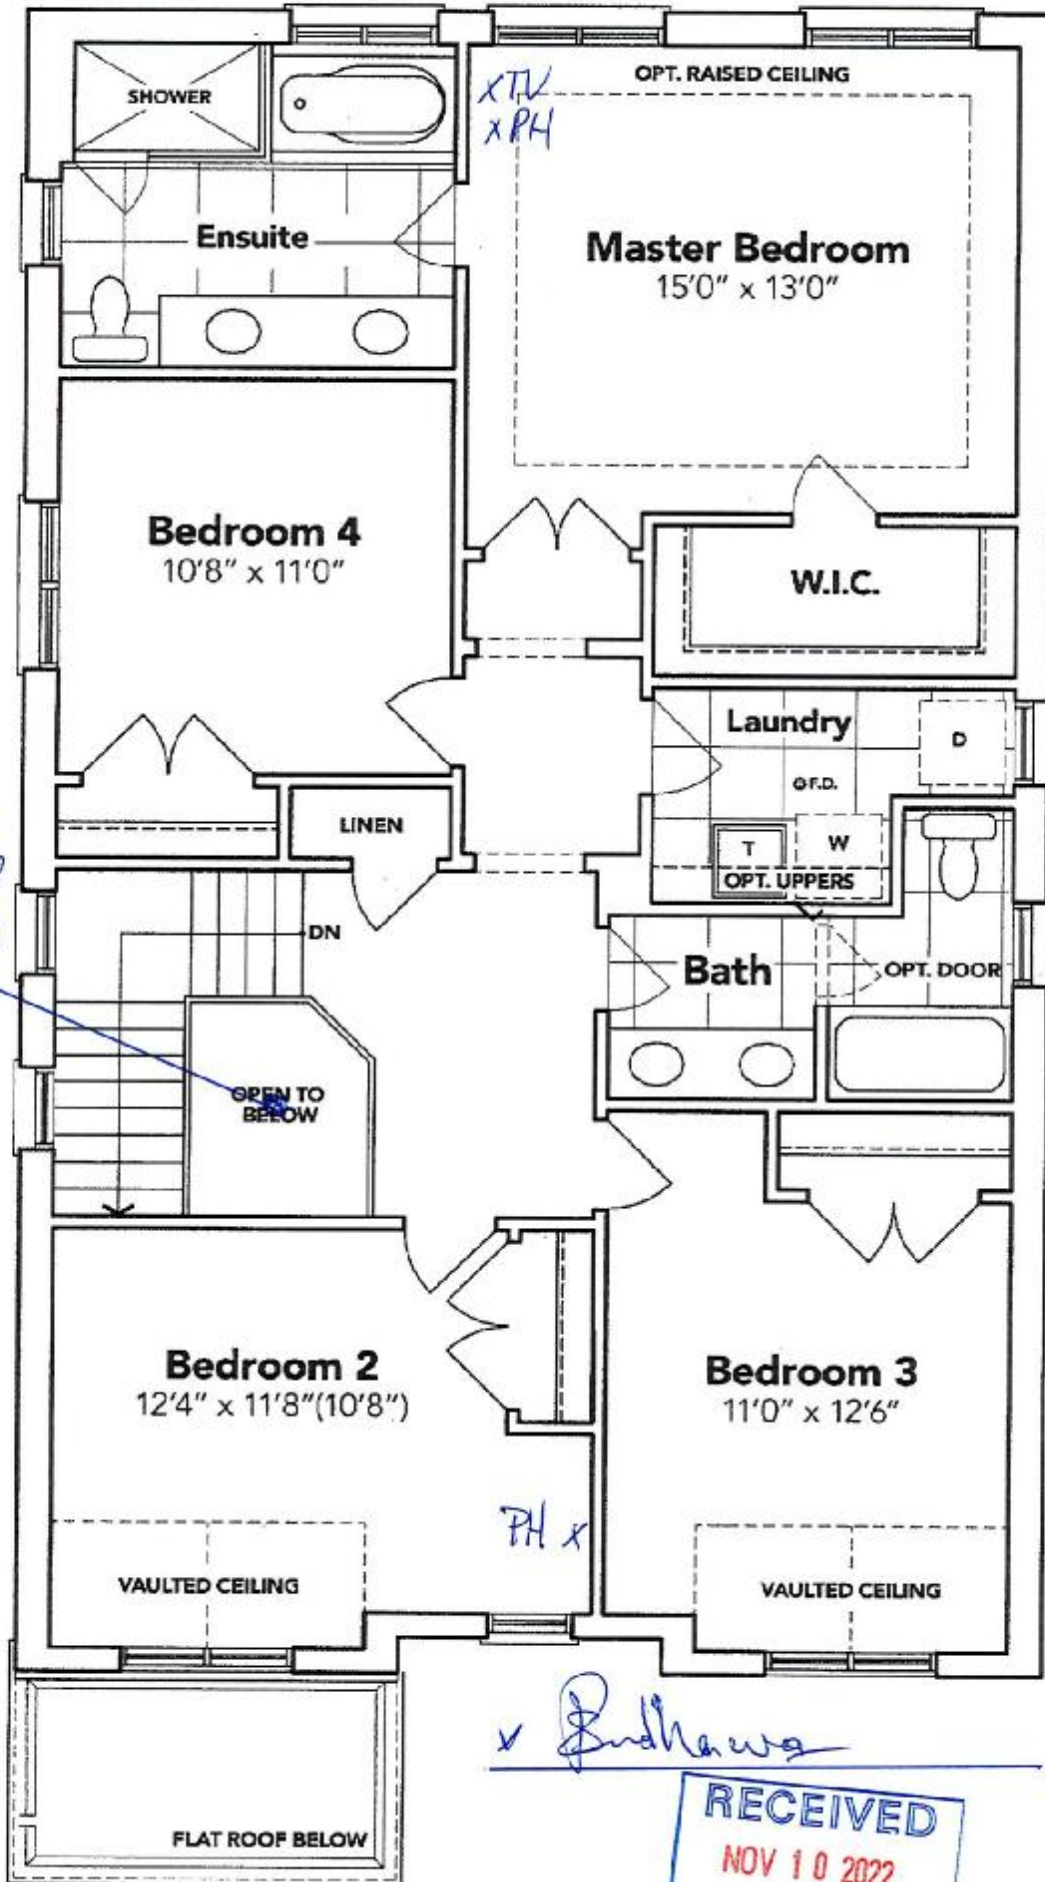 OPT. RAISED CEILING
SHOWER
xTV
xPH
Ensuite
Master Bedroom
15'0" x 13'0"
Bedroom 4
10'8" x 11'0"
W.I.C.
Laundry
D
F.D.
LINEN
T
W
OPT. UPPERS
DN
Bath
OPT. DOOR
OPEN TO
BELOW
Bedroom 2
12'4" x 11'8"(10'8")
Bedroom 3
11'0" x 12'6"
PH x
VAULTED CEILING
VAULTED CEILING
x
RECEIVED
NOV 10 2022
FLAT ROOF BELOW